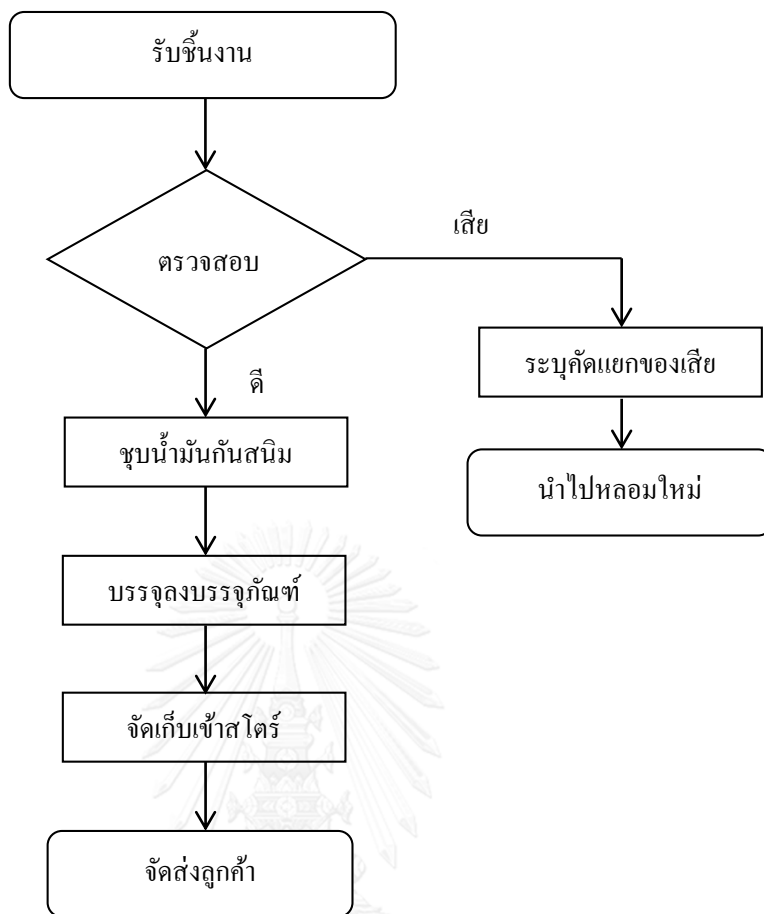 รับชิ้นงาน
ตรวจสอบ
เสีย
ระบุคัดแยกของเสีย
นำไปหลอมใหม่
ดี
ชุบน้ำมันกันสนิม
บรรจุลงบรรจุภัณฑ์
จัดเก็บเข้าสโตร์
จัดส่งลูกค้า